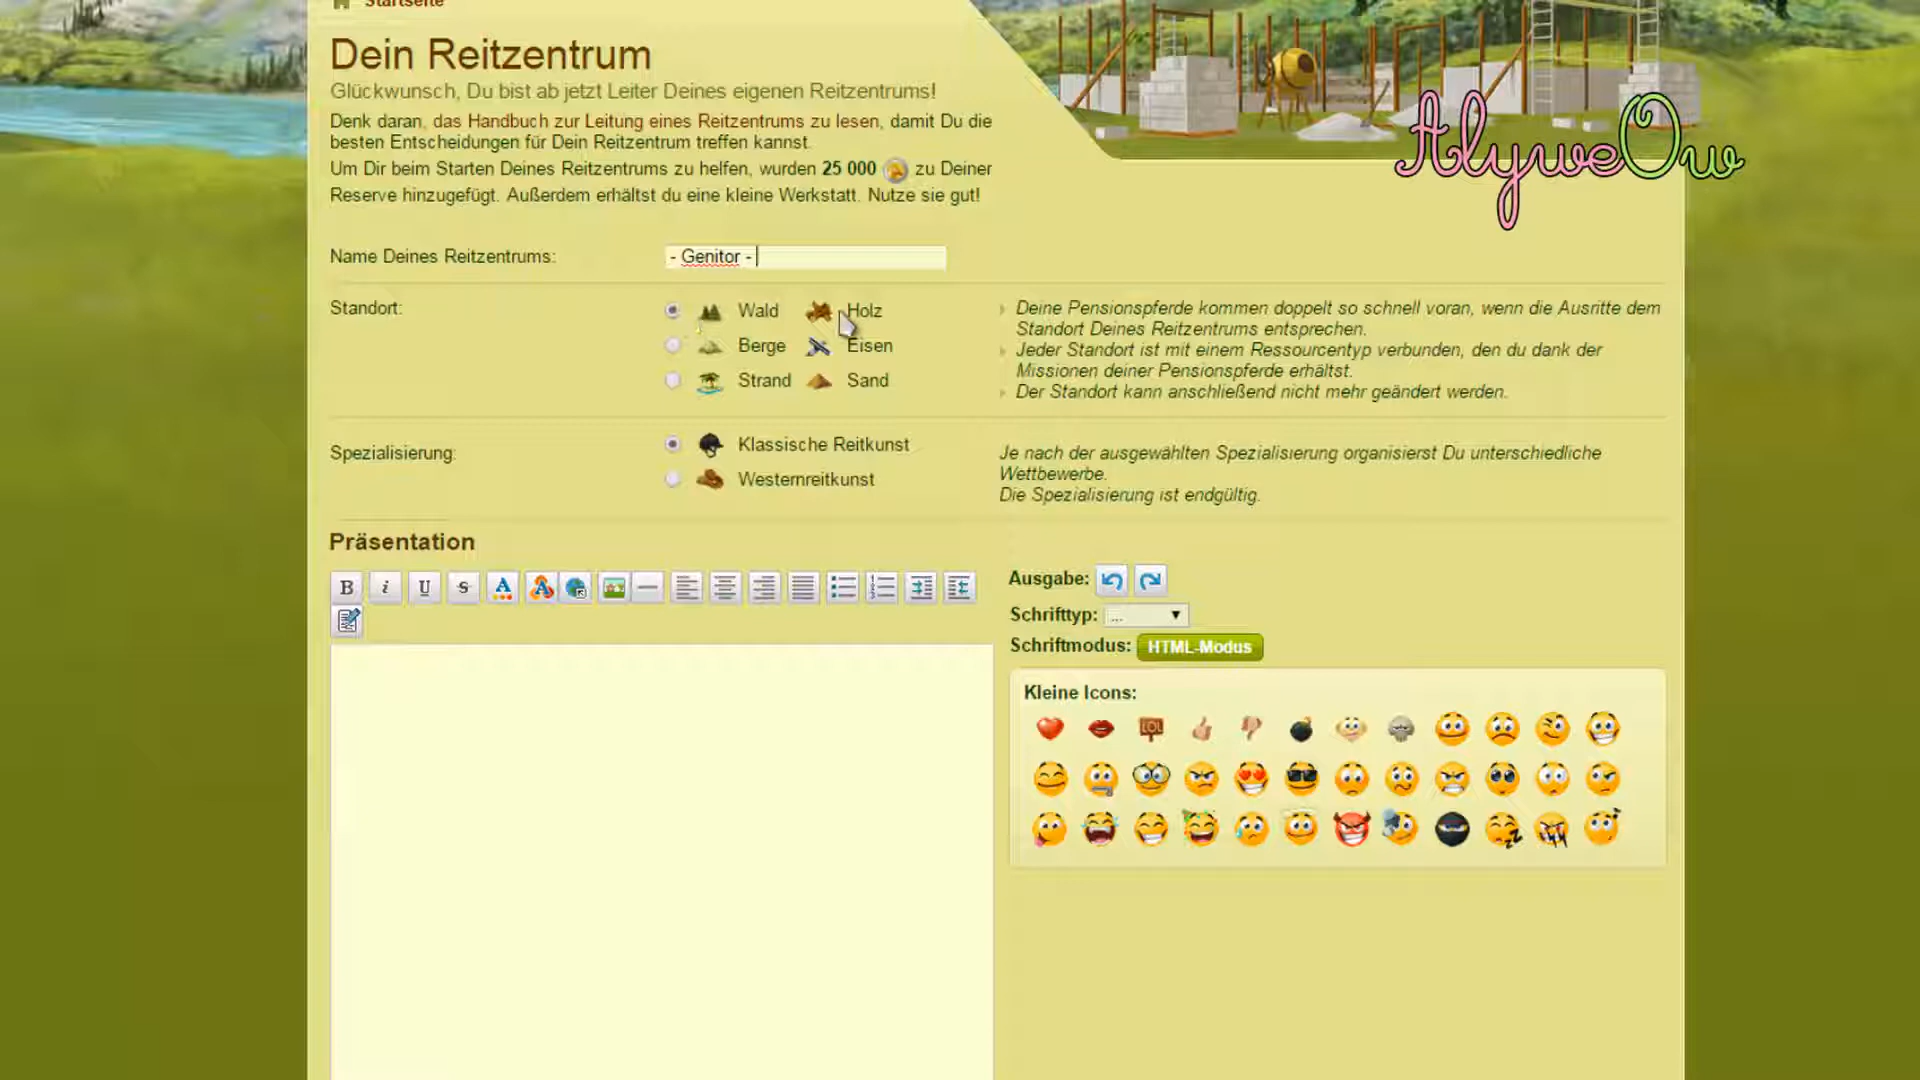 Startseite
Dein Reitzentrum
Glückwunsch, Du bist ab jetzt Leiter Deines eigenen Reitzentrums!
Denk daran, das Handbuch zur Leitung eines Reitzentrums zu lesen, damit Du die
besten Entscheidungen für Dein Reitzentrum treffen kannst.
Um Dir beim Starten Deines Reitzentrums zu helfen, wurden 25 000 zu Deiner
Reserve hinzugefügt. Außerdem erhältst du eine kleine Werkstatt. Nutze sie gut!
AlyweOw
Name Deines Reitzentrums: - Genitor -
Standort:
Wald Holz
Berge Eisen
Strand Sand
Deine Pensionspferde kommen doppelt so schnell voran, wenn die Ausritte dem
Standort Deines Reitzentrums entsprechen.
Jeder Standort ist mit einem Ressourcentyp verbunden, den du dank der
Missionen deiner Pensionspferde erhältst.
Der Standort kann anschließend nicht mehr geändert werden.
Spezialisierung:
Klassische Reitkunst
Westernreitkunst
Je nach der ausgewählten Spezialisierung organisierst Du unterschiedliche
Wettbewerbe.
Die Spezialisierung ist endgültig.
Präsentation
B i U S A A
Ausgabe:
Schrifttyp: ...
Schriftmodus: HTML-Modus
Kleine Icons:
LOL